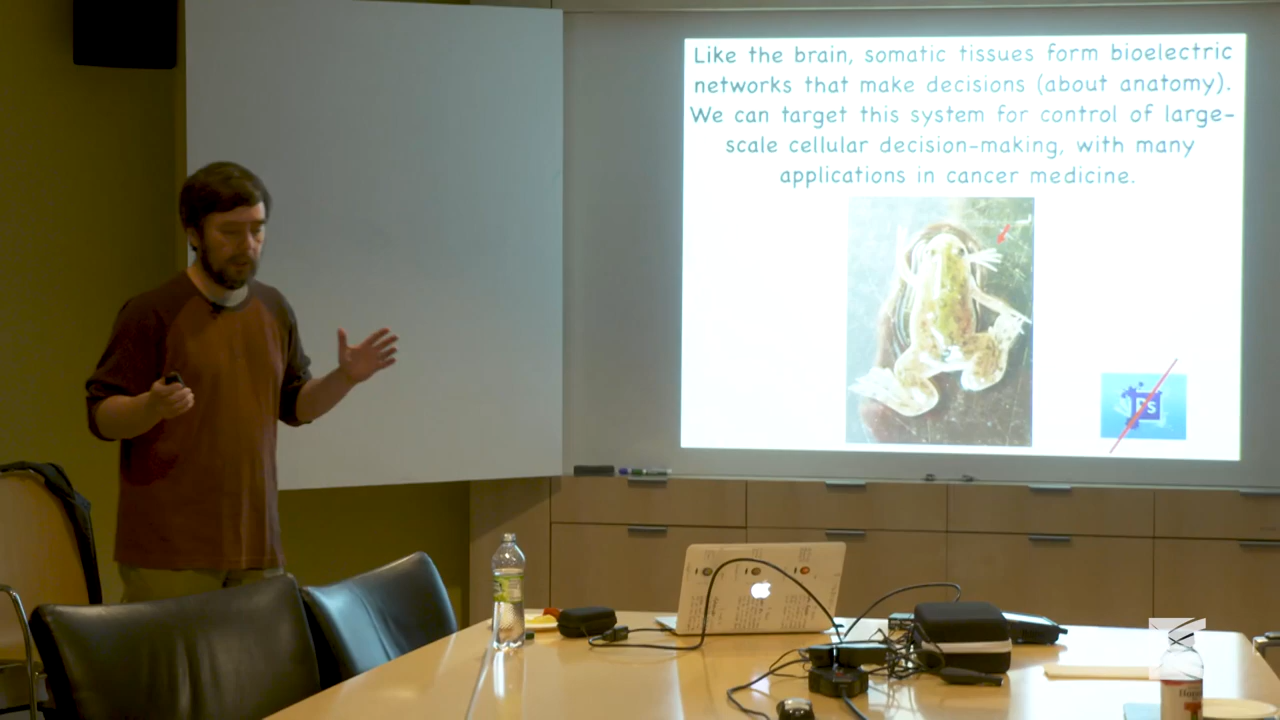 Like the brain, somatic tissues form bioelectric
networks that make decisions (about anatomy).
We can target this system for control of large-
scale cellular decision-making, with many
applications in cancer medicine.
Ps